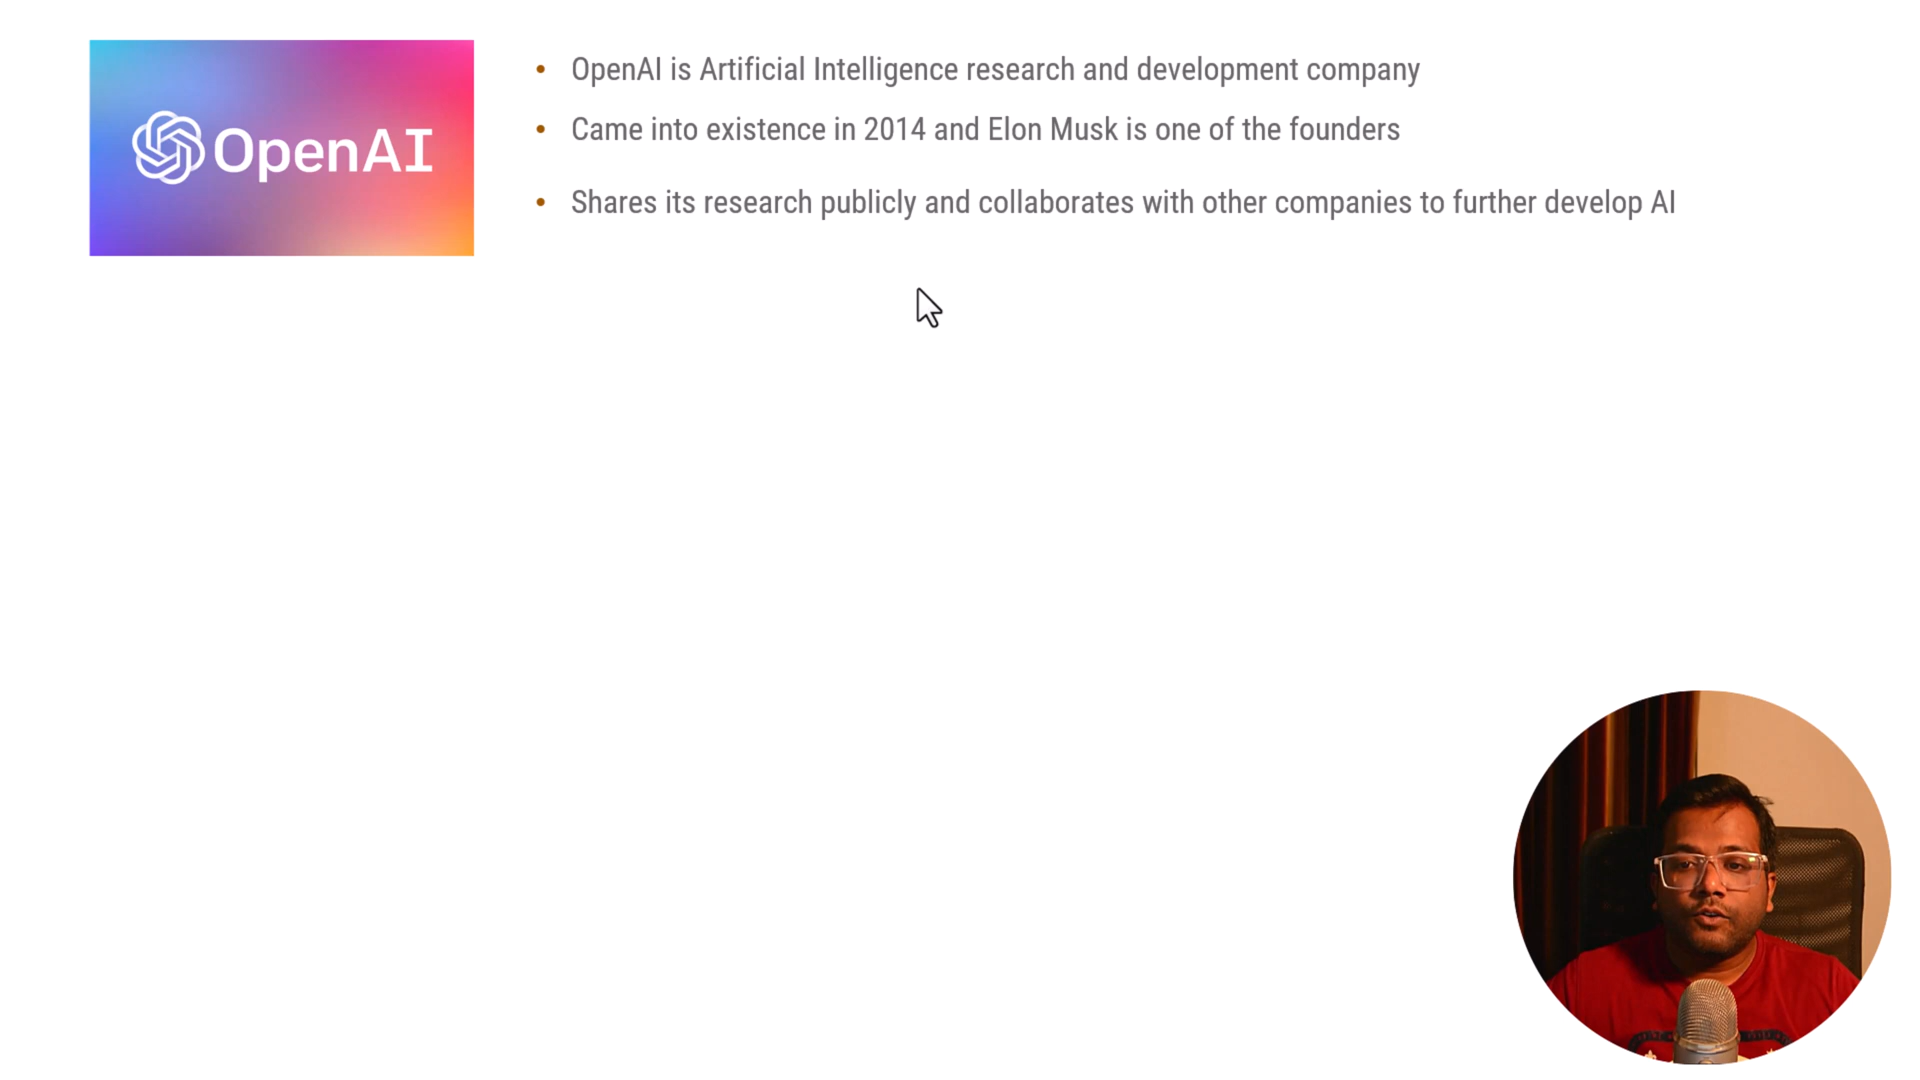 OpenAI
• OpenAI is Artificial Intelligence research and development company
• Came into existence in 2014 and Elon Musk is one of the founders
• Shares its research publicly and collaborates with other companies to further develop AI